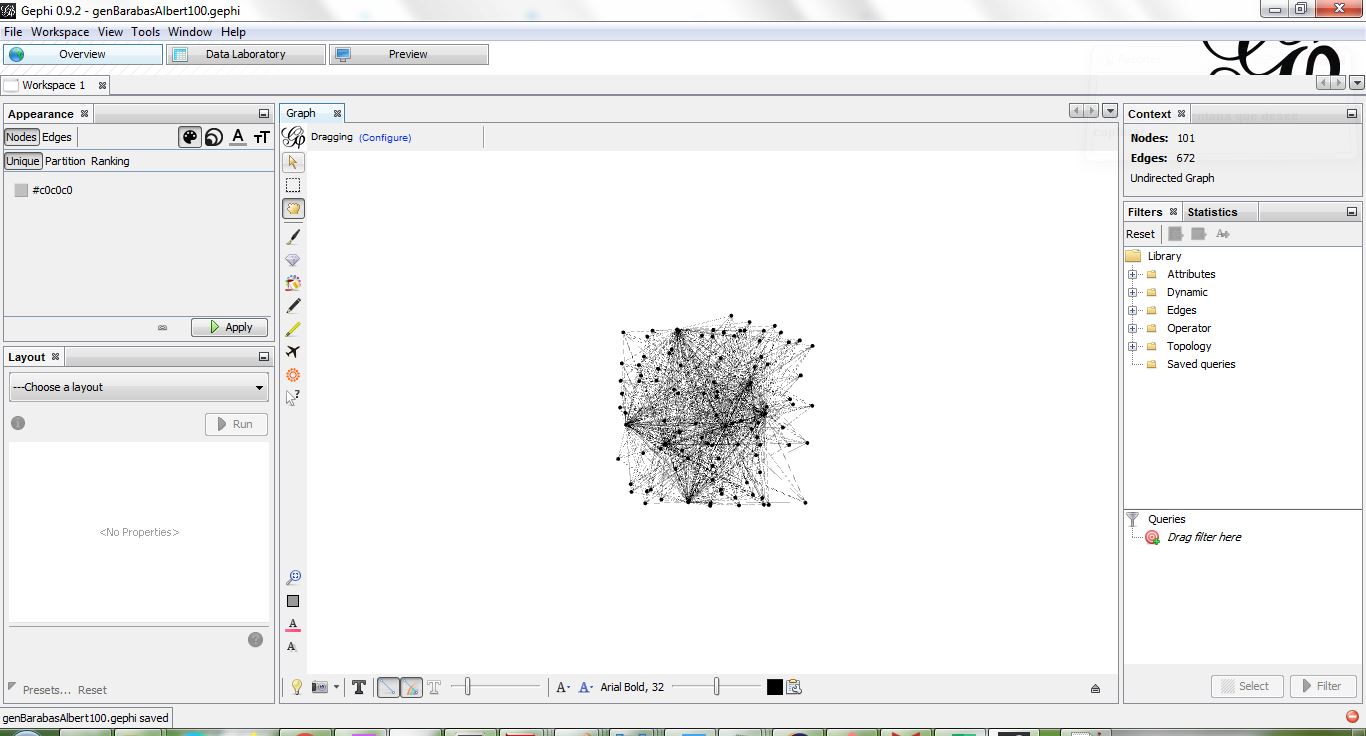 Gephi 0.9.2 - genBarabasAlbert100.gephi
File Workspace View Tools Window Help
Overview Data Laboratory Preview
Workspace 1
Appearance
Nodes Edges
Unique Partition Ranking
#c0c0c0
Apply
Layout
---Choose a layout
Run
<No Properties>
Presets... Reset
genBarabasAlbert100.gephi saved
Graph
Dragging (Configure)
Arial Bold, 32
Context
Nodes: 101
Edges: 672
Undirected Graph
Filters Statistics
Reset
Library
Attributes
Dynamic
Edges
Operator
Topology
Saved queries
Queries
Drag filter here
Select Filter